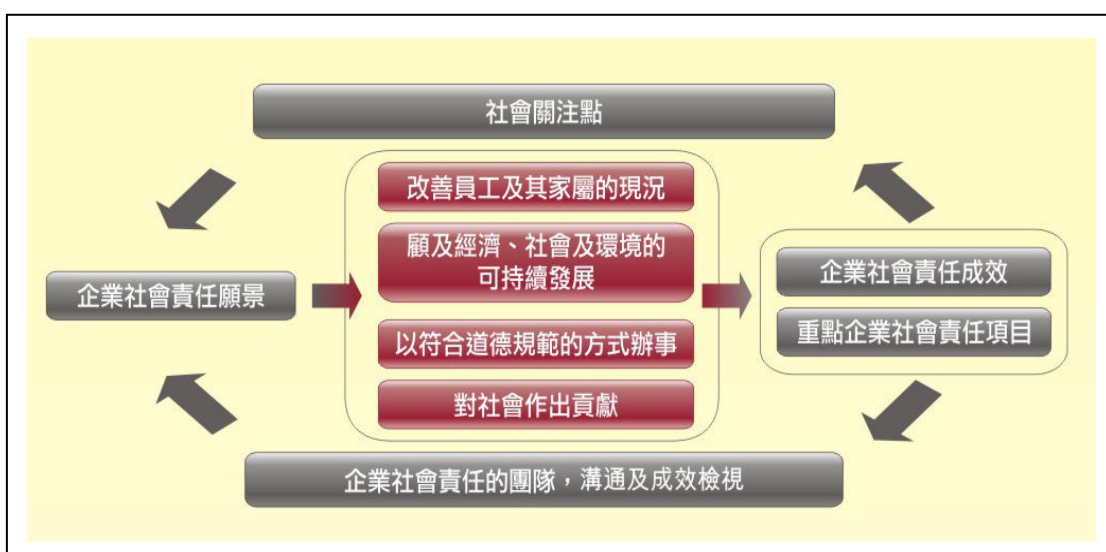 社會關注點
改善員工及其家屬的現況
顧及經濟、社會及環境的
可持續發展
以符合道德規範的方式辦事
對社會作出貢獻
企業社會責任願景
企業社會責任成效
重點企業社會責任項目
企業社會責任的團隊，溝通及成效檢視